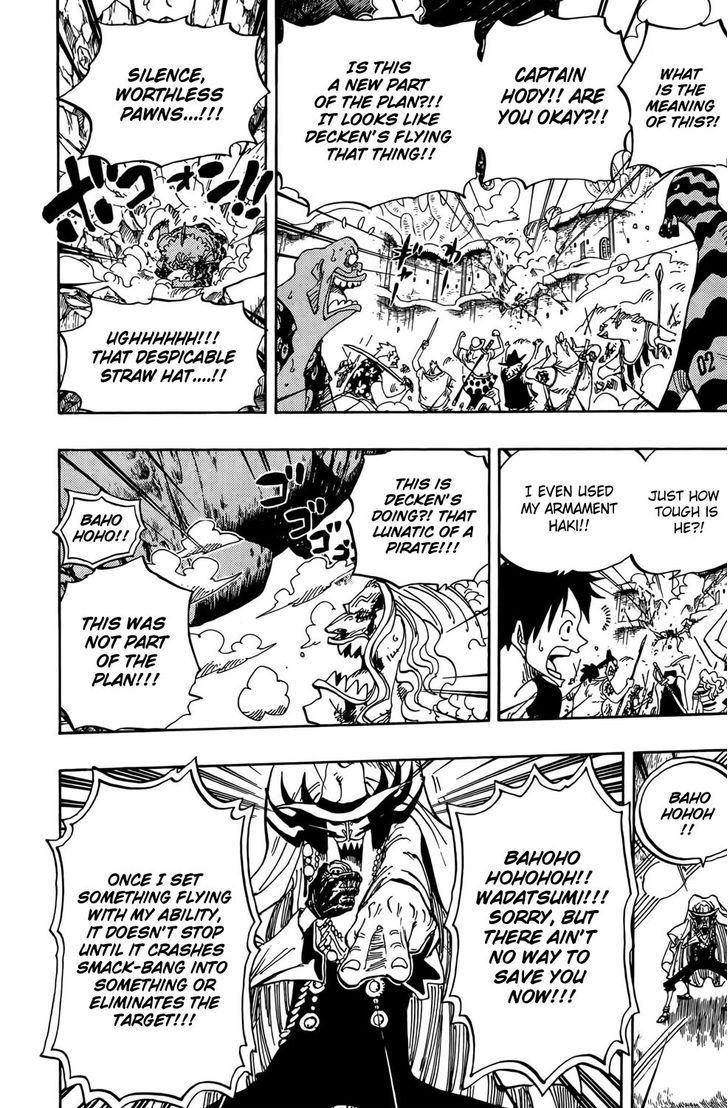 WHAT
IS THE
MEANING
OF THIS?!
CAPTAIN
HODY!! ARE
YOU OKAY?!!
IS THIS
A NEW PART
OF THE PLAN?!!
IT LOOKS LIKE
DECKEN'S FLYING
THAT THING!!
02
SILENCE,
WORTHLESS
PAWNS...!!!
UGHHHHHH!!!
THAT DESPICABLE
STRAW HAT....!!
JUST HOW
TOUGH IS
HE?!
I EVEN USED
MY ARMAMENT
HAKI!!
THIS IS
DECKEN'S
DOING?! THAT
LUNATIC OF A
PIRATE!!!
ゴゴゴ
BAHO
HOHO!!
THIS WAS
NOT PART
OF THE
PLAN!!!
BAHO
HOHOH
!!
BAHOHO
HOHOHOH!!
WADATSUMI!!!
SORRY, BUT
THERE AIN'T
NO WAY TO
SAVE YOU
NOW!!!
ONCE I SET
SOMETHING FLYING
WITH MY ABILITY,
IT DOESN'T STOP
UNTIL IT CRASHES
SMACK-BANG INTO
SOMETHING OR
ELIMINATES THE
TARGET!!!